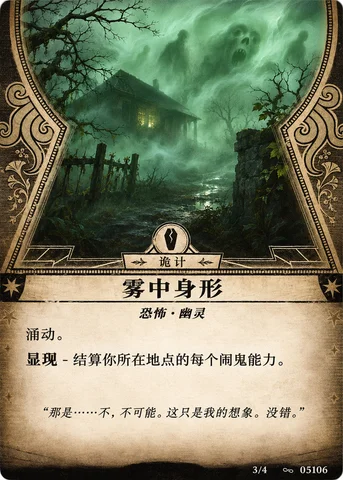 诡计
雾中身形
恐怖·幽灵
涌动。
显现 - 结算你所在地点的每个闹鬼能力。
“那是……不，不可能。这只是我的想象。没错。”
3/4 05106